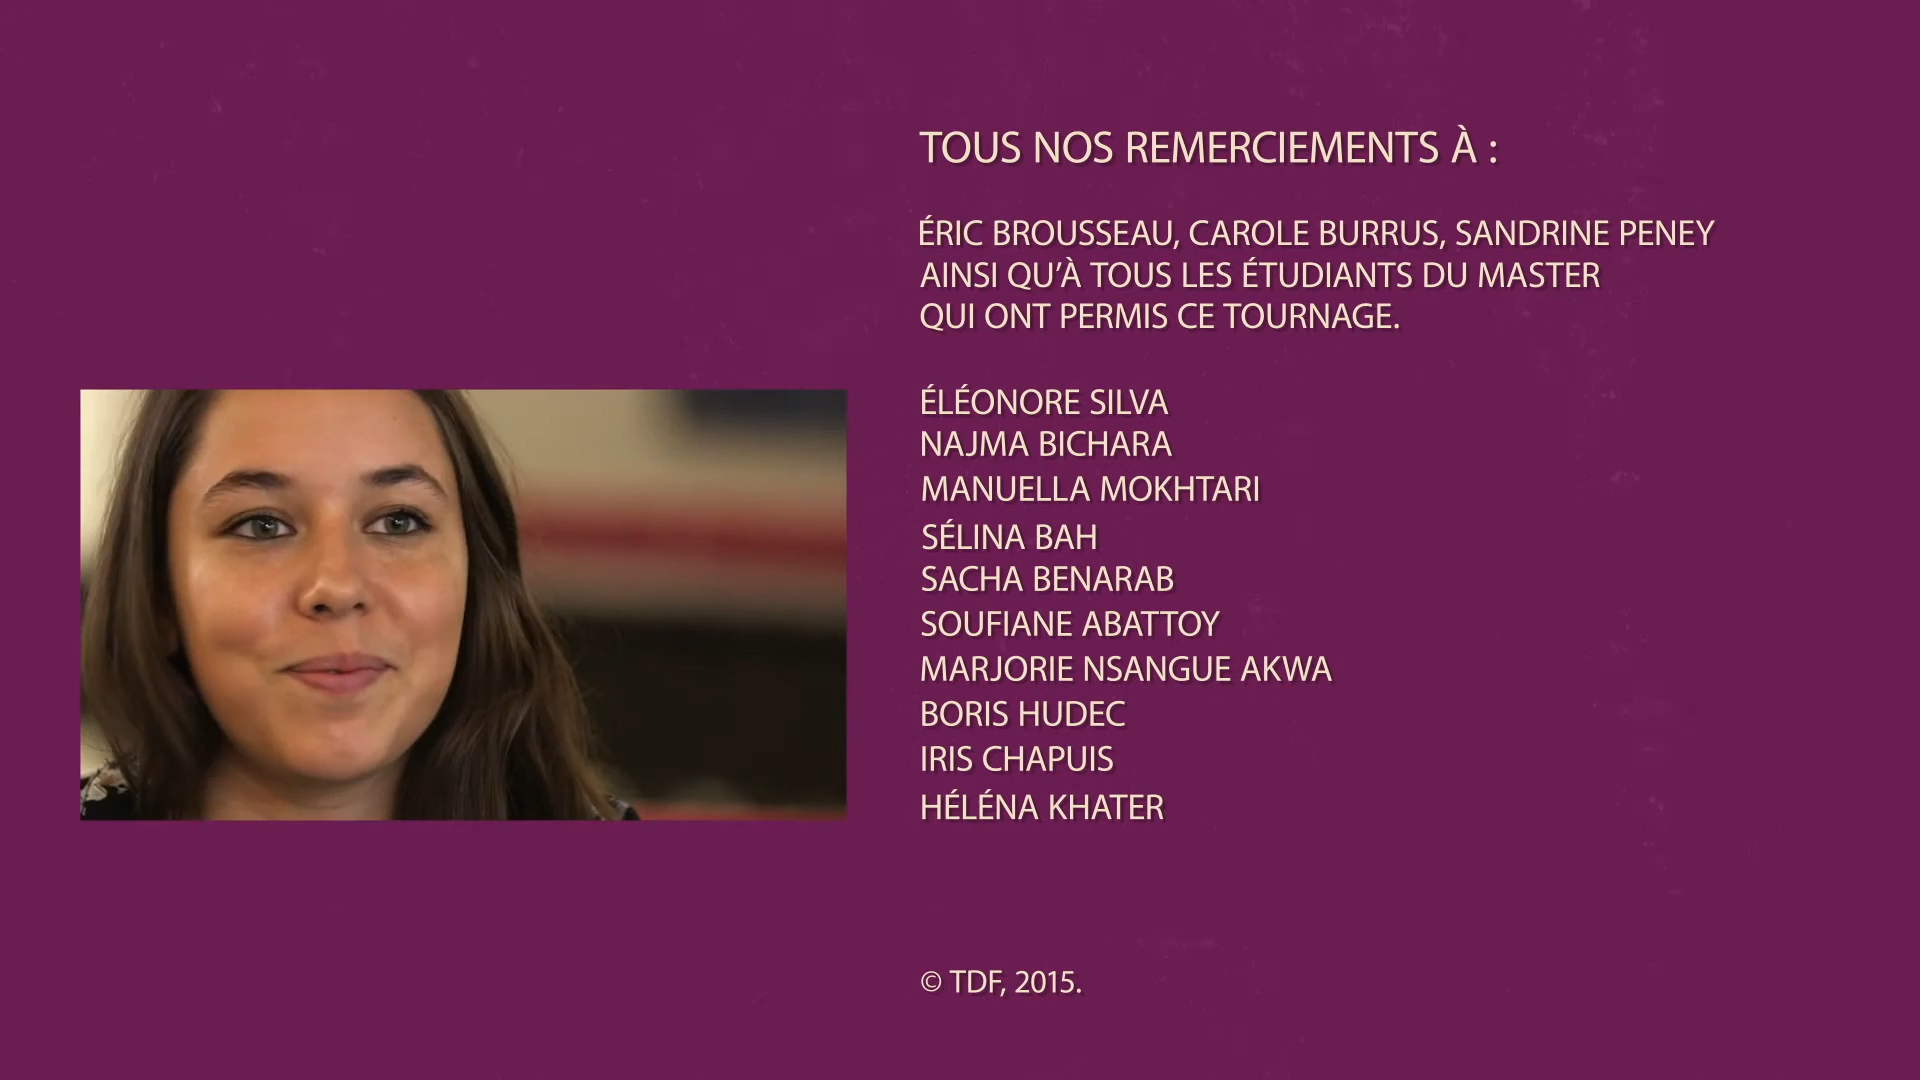 TOUS NOS REMERCIEMENTS À :
ÉRIC BROUSSEAU, CAROLE BURRUS, SANDRINE PENEY
AINSI QU’À TOUS LES ÉTUDIANTS DU MASTER
QUI ONT PERMIS CE TOURNAGE.
ÉLÉONORE SILVA
NAJMA BICHARA
MANUELLA MOKHTARI
SÉLINA BAH
SACHA BENARAB
SOUFIANE ABATTOY
MARJORIE NSANGUE AKWA
BORIS HUDEC
IRIS CHAPUIS
HÉLÉNA KHATER
© TDF, 2015.